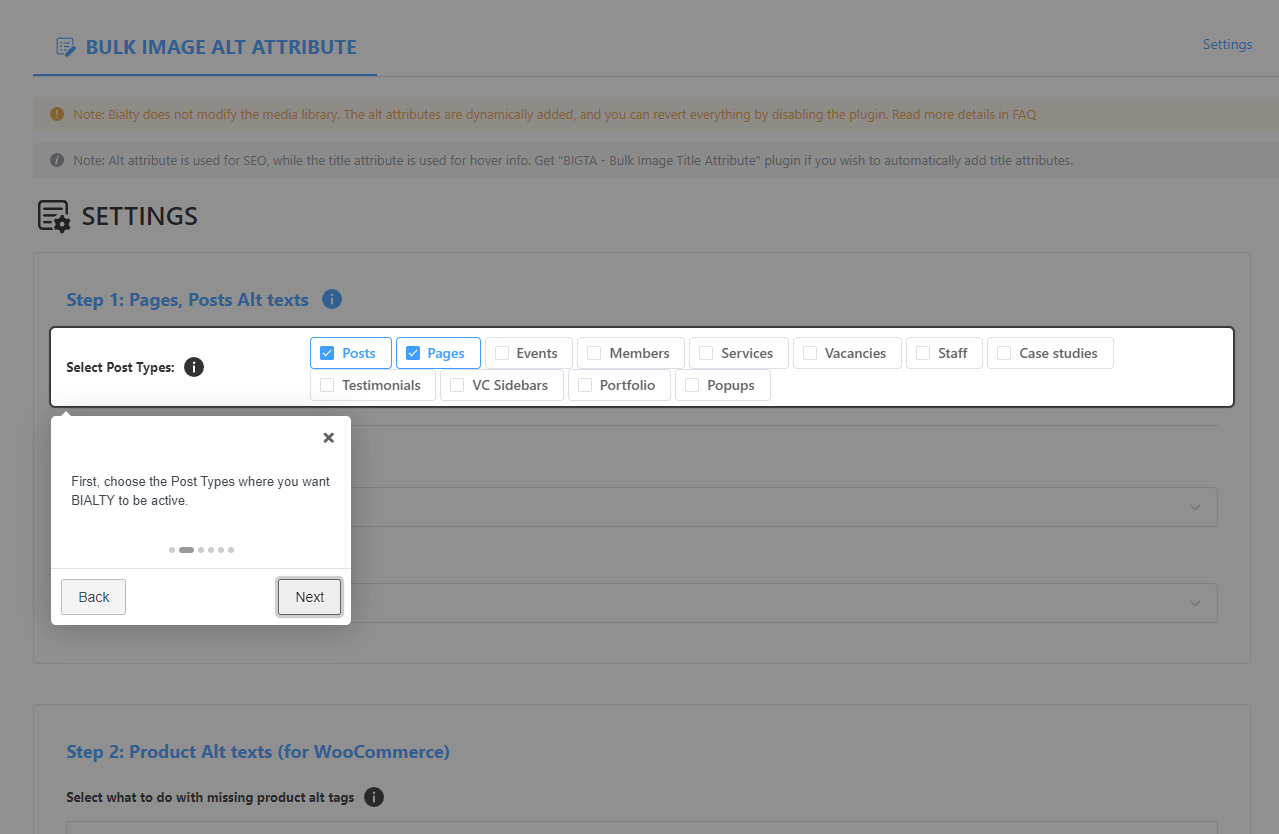 BULK IMAGE ALT ATTRIBUTE
Settings
Note: Bialty does not modify the media library. The alt attributes are dynamically added, and you can revert everything by disabling the plugin. Read more details in FAQ
Note: Alt attribute is used for SEO, while the title attribute is used for hover info. Get "BIGTA - Bulk Image Title Attribute" plugin if you wish to automatically add title attributes.
SETTINGS
Step 1: Pages, Posts Alt texts
Select Post Types:
Posts Pages Events Members Services Vacancies Staff Case studies
Testimonials VC Sidebars Portfolio Popups
First, choose the Post Types where you want
BIALTY to be active.
Back Next
Step 2: Product Alt texts (for WooCommerce)
Select what to do with missing product alt tags